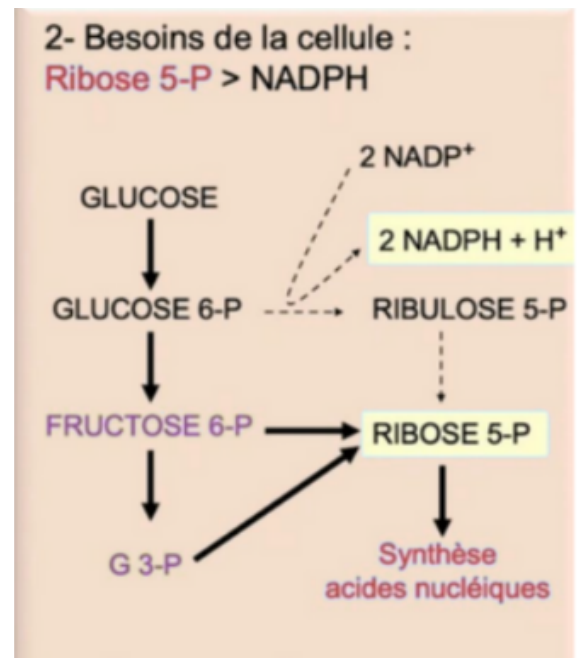 2- Besoins de la cellule :
Ribose 5-P > NADPH
2 NADP⁺
GLUCOSE
2 NADPH + H⁺
GLUCOSE 6-P
RIBULOSE 5-P
FRUCTOSE 6-P
RIBOSE 5-P
G 3-P
Synthèse
acides nucléiques